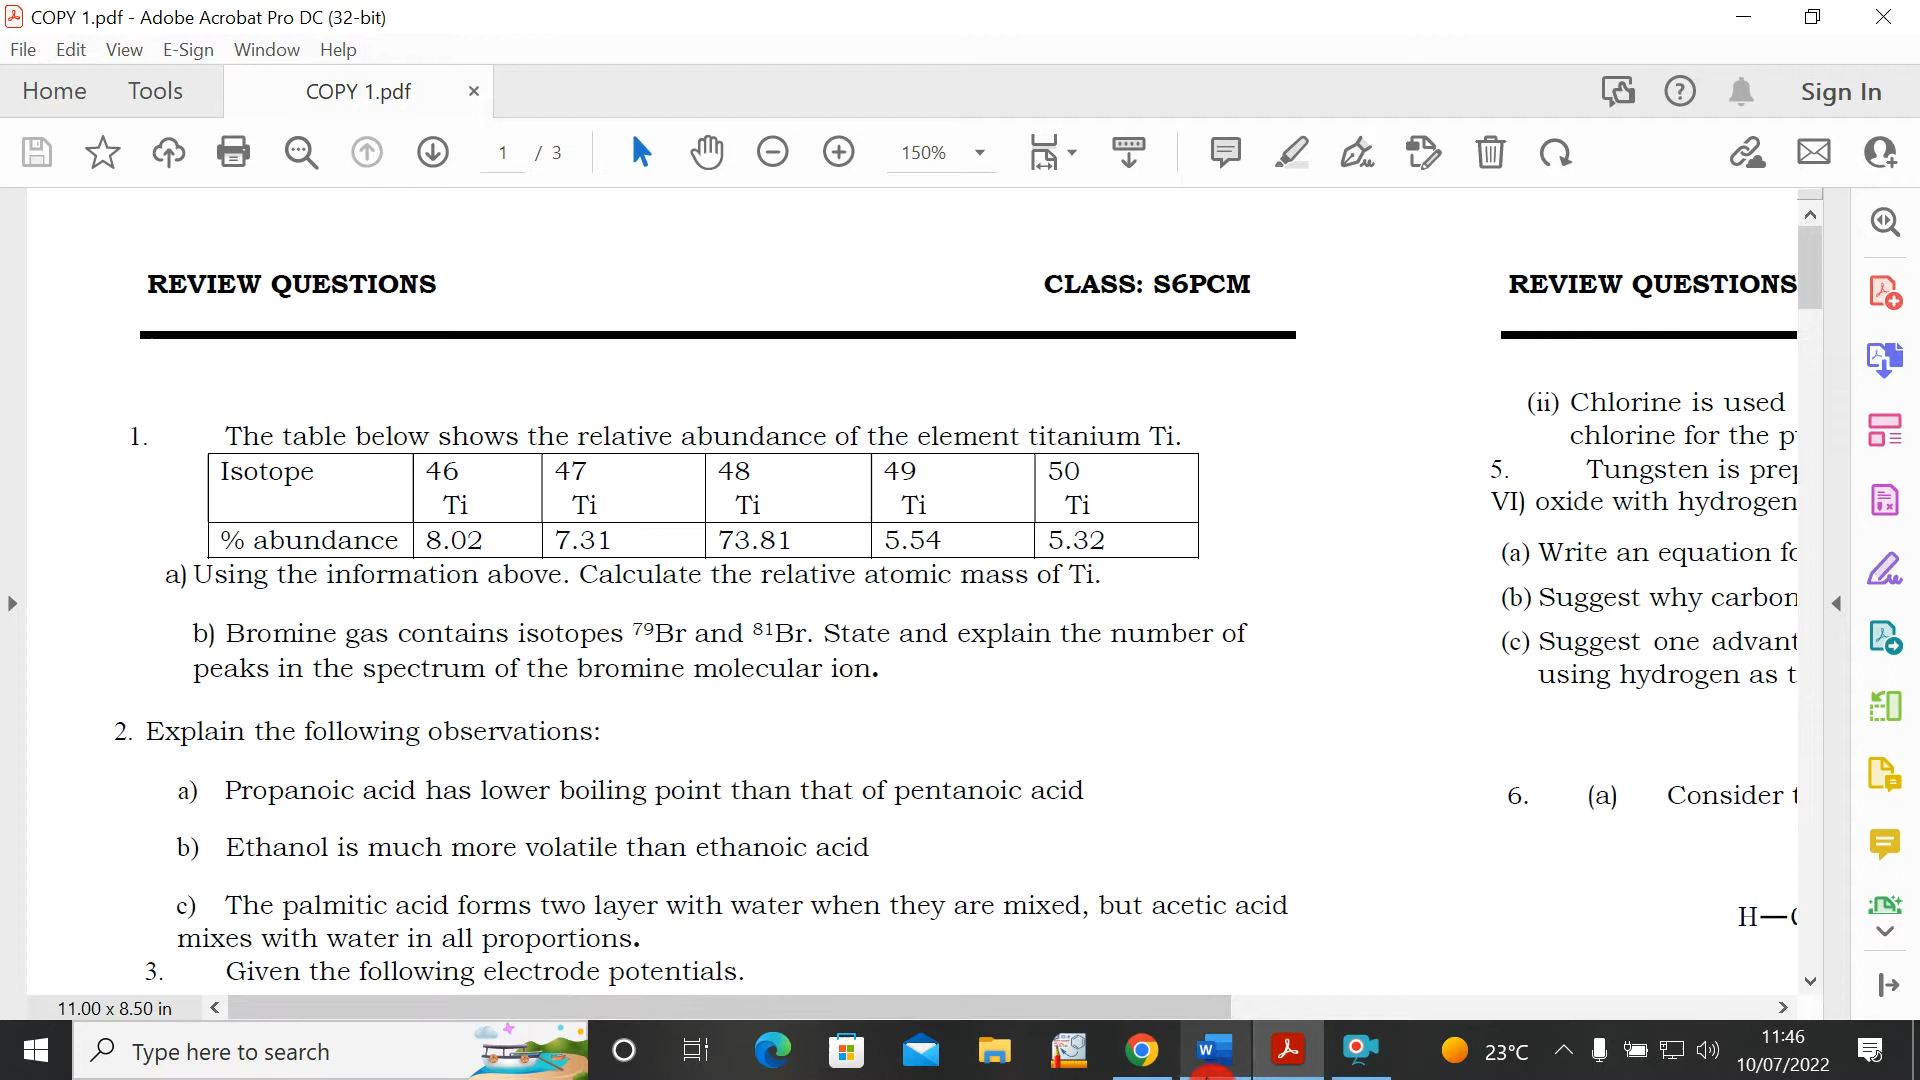 COPY 1.pdf - Adobe Acrobat Pro DC (32-bit)
File Edit View E-Sign Window Help
Home Tools COPY 1.pdf × Sign In
1 / 3 150%
REVIEW QUESTIONS CLASS: S6PCM
1. The table below shows the relative abundance of the element titanium Ti.
Isotope 46 47 48 49 50
Ti Ti Ti Ti Ti
% abundance 8.02 7.31 73.81 5.54 5.32
a) Using the information above. Calculate the relative atomic mass of Ti.
b) Bromine gas contains isotopes ⁷⁹Br and ⁸¹Br. State and explain the number of
peaks in the spectrum of the bromine molecular ion.
2. Explain the following observations:
a) Propanoic acid has lower boiling point than that of pentanoic acid
b) Ethanol is much more volatile than ethanoic acid
c) The palmitic acid forms two layer with water when they are mixed, but acetic acid
mixes with water in all proportions.
3. Given the following electrode potentials.
REVIEW QUESTIONS
(ii) Chlorine is used
chlorine for the
5. Tungsten is
VI) oxide with hydrogen
(a) Write an equation
(b) Suggest why carbon
(c) Suggest one
using hydrogen as
6. (a) Consider
H—
11.00 x 8.50 in
Type here to search
23°C
11:46
10/07/2022